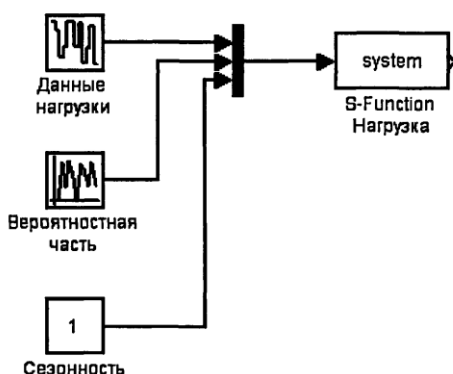 Данные
нагрузки
system
S-Function
Нагрузка
Вероятностная
часть
1
Сезонность